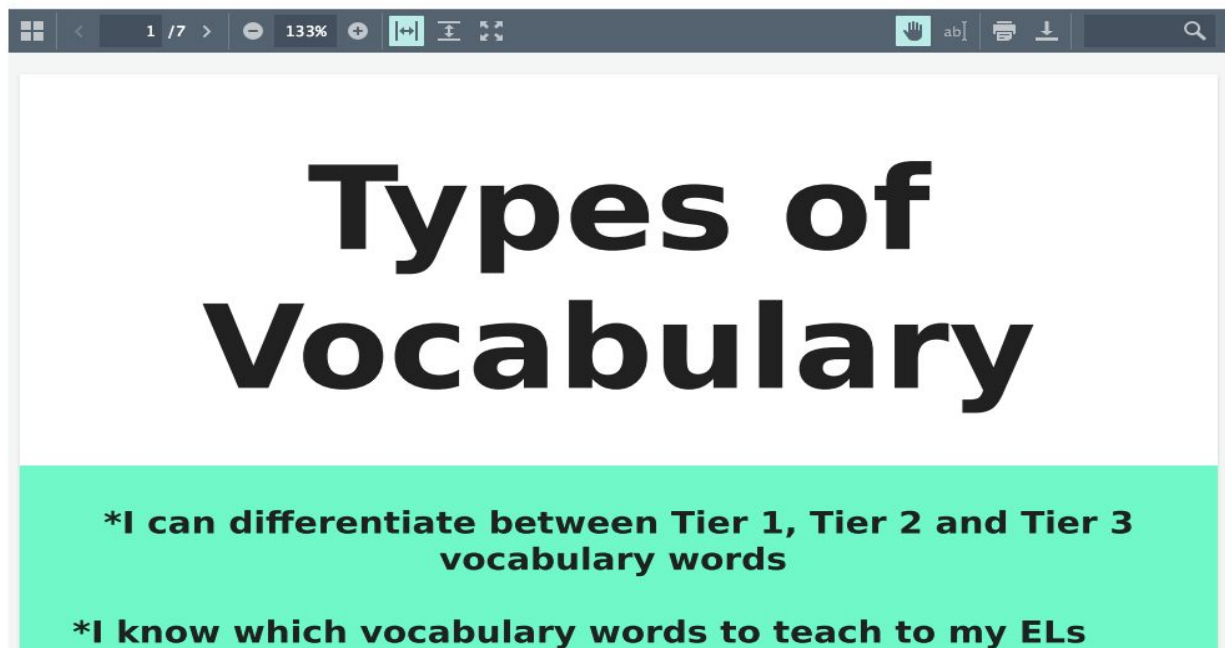 1 /7 133% ab
Types of
Vocabulary
*I can differentiate between Tier 1, Tier 2 and Tier 3
vocabulary words
*I know which vocabulary words to teach to my ELs